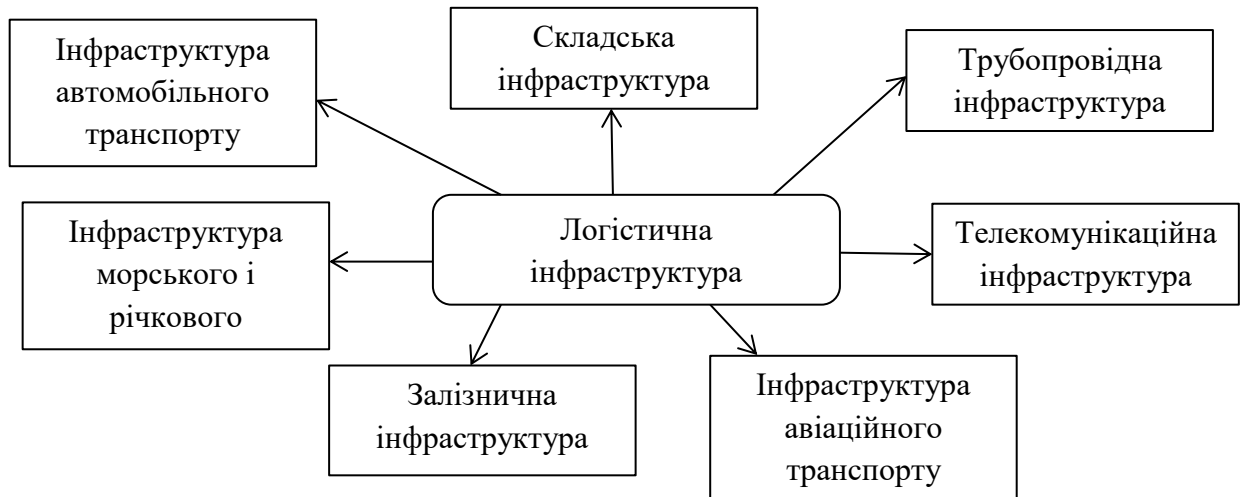 Інфраструктура
автомобільного
транспорту
Складська
інфраструктура
Трубопровідна
інфраструктура
Інфраструктура
морського і
річкового
Логістична
інфраструктура
Телекомунікаційна
інфраструктура
Залізнична
інфраструктура
Інфраструктура
авіаційного
транспорту